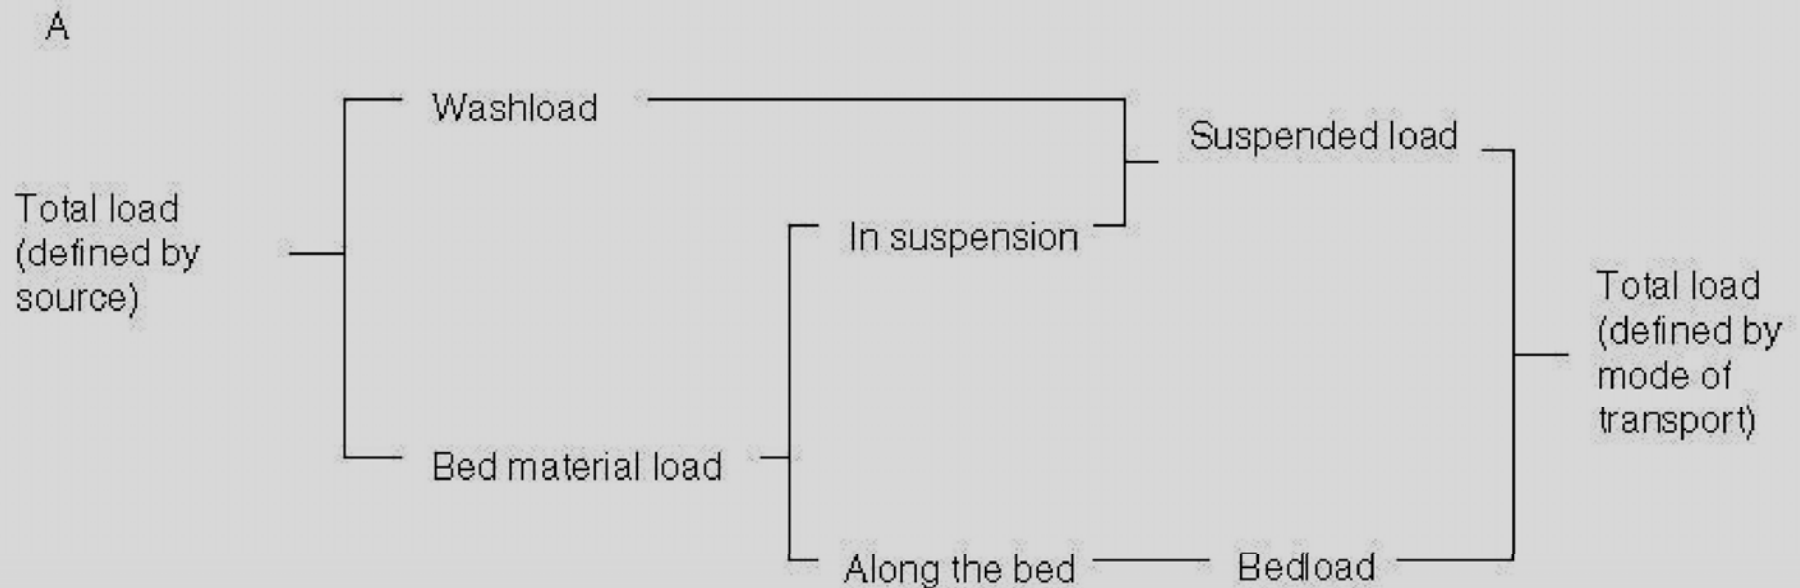 A
Washload
Suspended load
Total load
(defined by
source)
In suspension
Total load
(defined by
mode of
transport)
Bed material load
Along the bed
Bedload